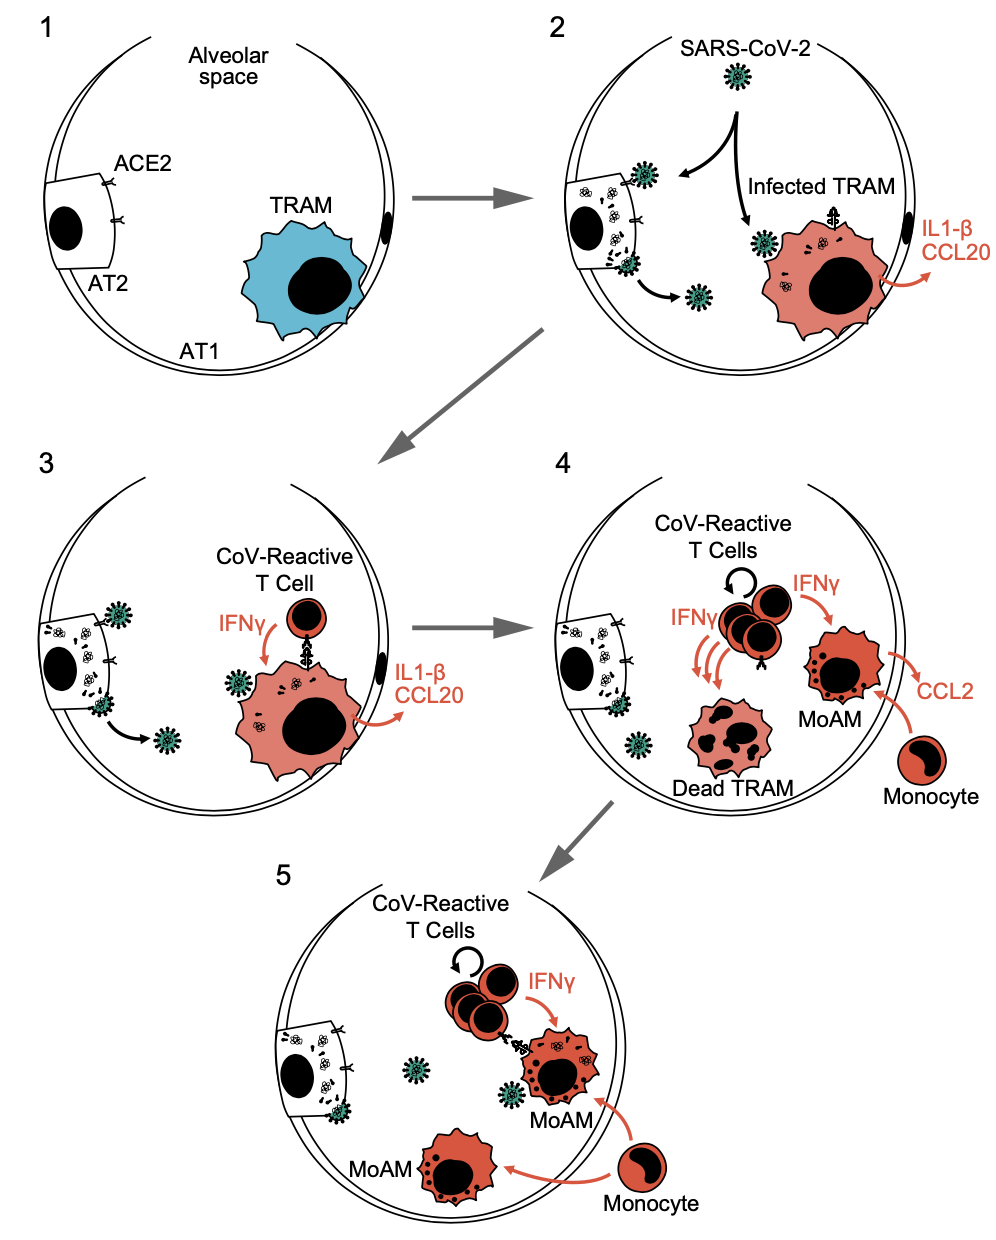 1
Alveolar
space
ACE2
TRAM
AT2
AT1
2
SARS-CoV-2
Infected TRAM
IL1-β
CCL20
3
CoV-Reactive
T Cell
IFNγ
IL1-β
CCL20
4
CoV-Reactive
T Cells
IFNγ
IFNγ
CCL2
MoAM
Dead TRAM
Monocyte
5
CoV-Reactive
T Cells
IFNγ
MoAM
MoAM
Monocyte